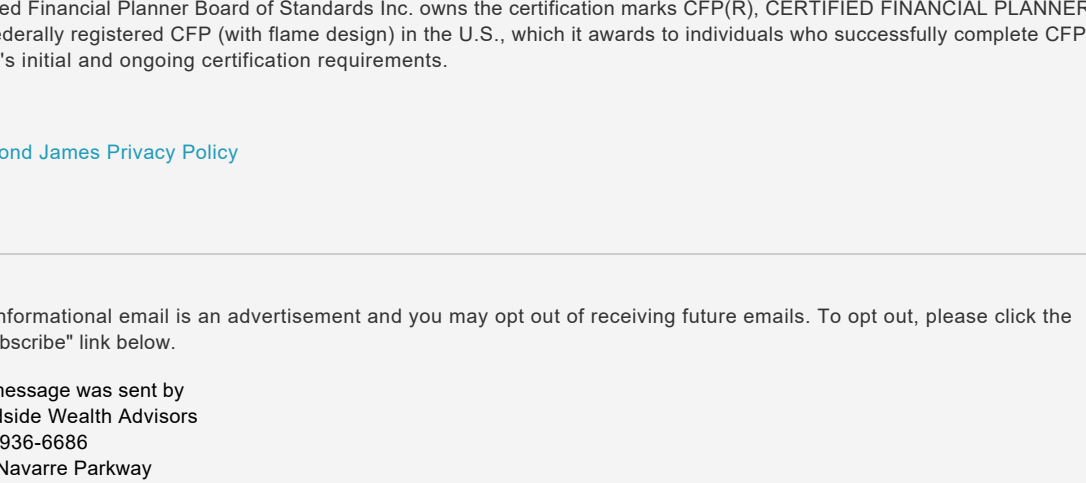 ed Financial Planner Board of Standards Inc. owns the certification marks CFP(R), CERTIFIED FINANCIAL PLANNER
ederally registered CFP (with flame design) in the U.S., which it awards to individuals who successfully complete CFP
's initial and ongoing certification requirements.
ond James Privacy Policy
nformational email is an advertisement and you may opt out of receiving future emails. To opt out, please click the
bscribe" link below.
nessage was sent by
lside Wealth Advisors
936-6686
Navarre Parkway